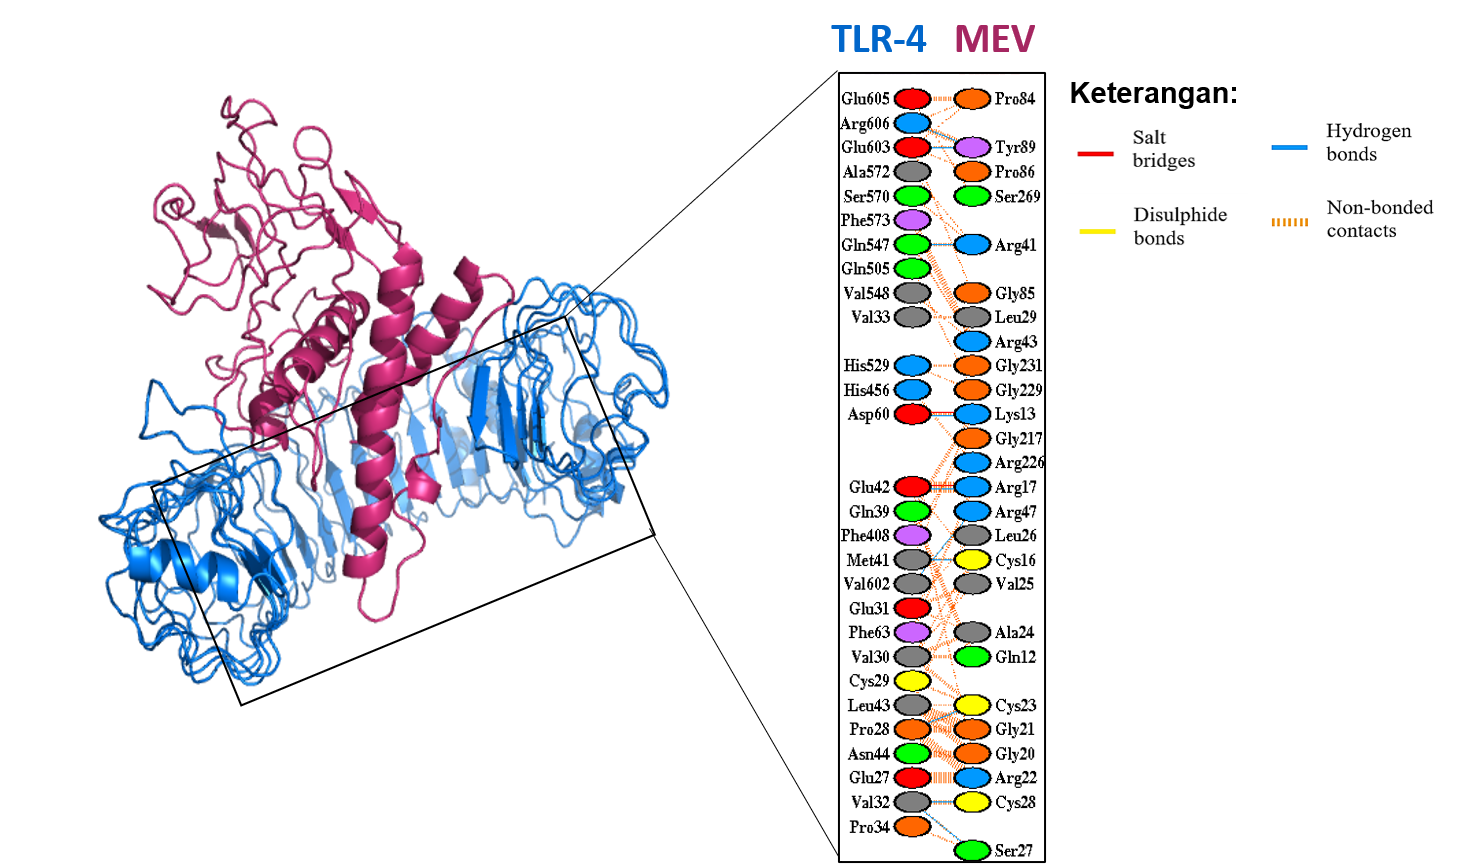 TLR-4 MEV
Glu605 Pro84
Arg606
Glu603 Tyr89
Ala572 Pro86
Ser570 Ser269
Phe573
Gln547 Arg41
Gln505
Val548 Gly85
Val33 Leu29
Arg43
His529 Gly231
His456 Gly229
Asp60 Lys13
Gly217
Arg226
Glu42 Arg17
Gln39 Arg47
Phe408 Leu26
Met41 Cys16
Val602 Val25
Glu31
Phe63 Ala24
Val30 Gln12
Cys29
Leu43 Cys23
Pro28 Gly21
Asn44 Gly20
Glu27 Arg22
Val32 Cys28
Pro34
Ser27
Keterangan:
Salt
bridges
Hydrogen
bonds
Disulphide
bonds
Non-bonded
contacts